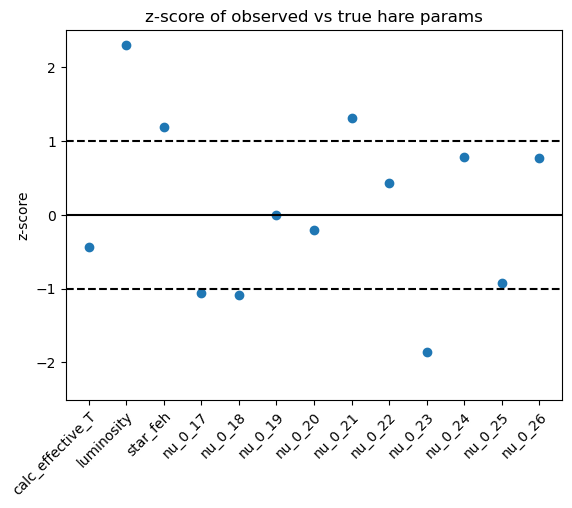 z-score of observed vs true hare params
z-score
2
1
0
−1
−2
calc_effective_T
luminosity
star_feh
nu_0_17
nu_0_18
nu_0_19
nu_0_20
nu_0_21
nu_0_22
nu_0_23
nu_0_24
nu_0_25
nu_0_26